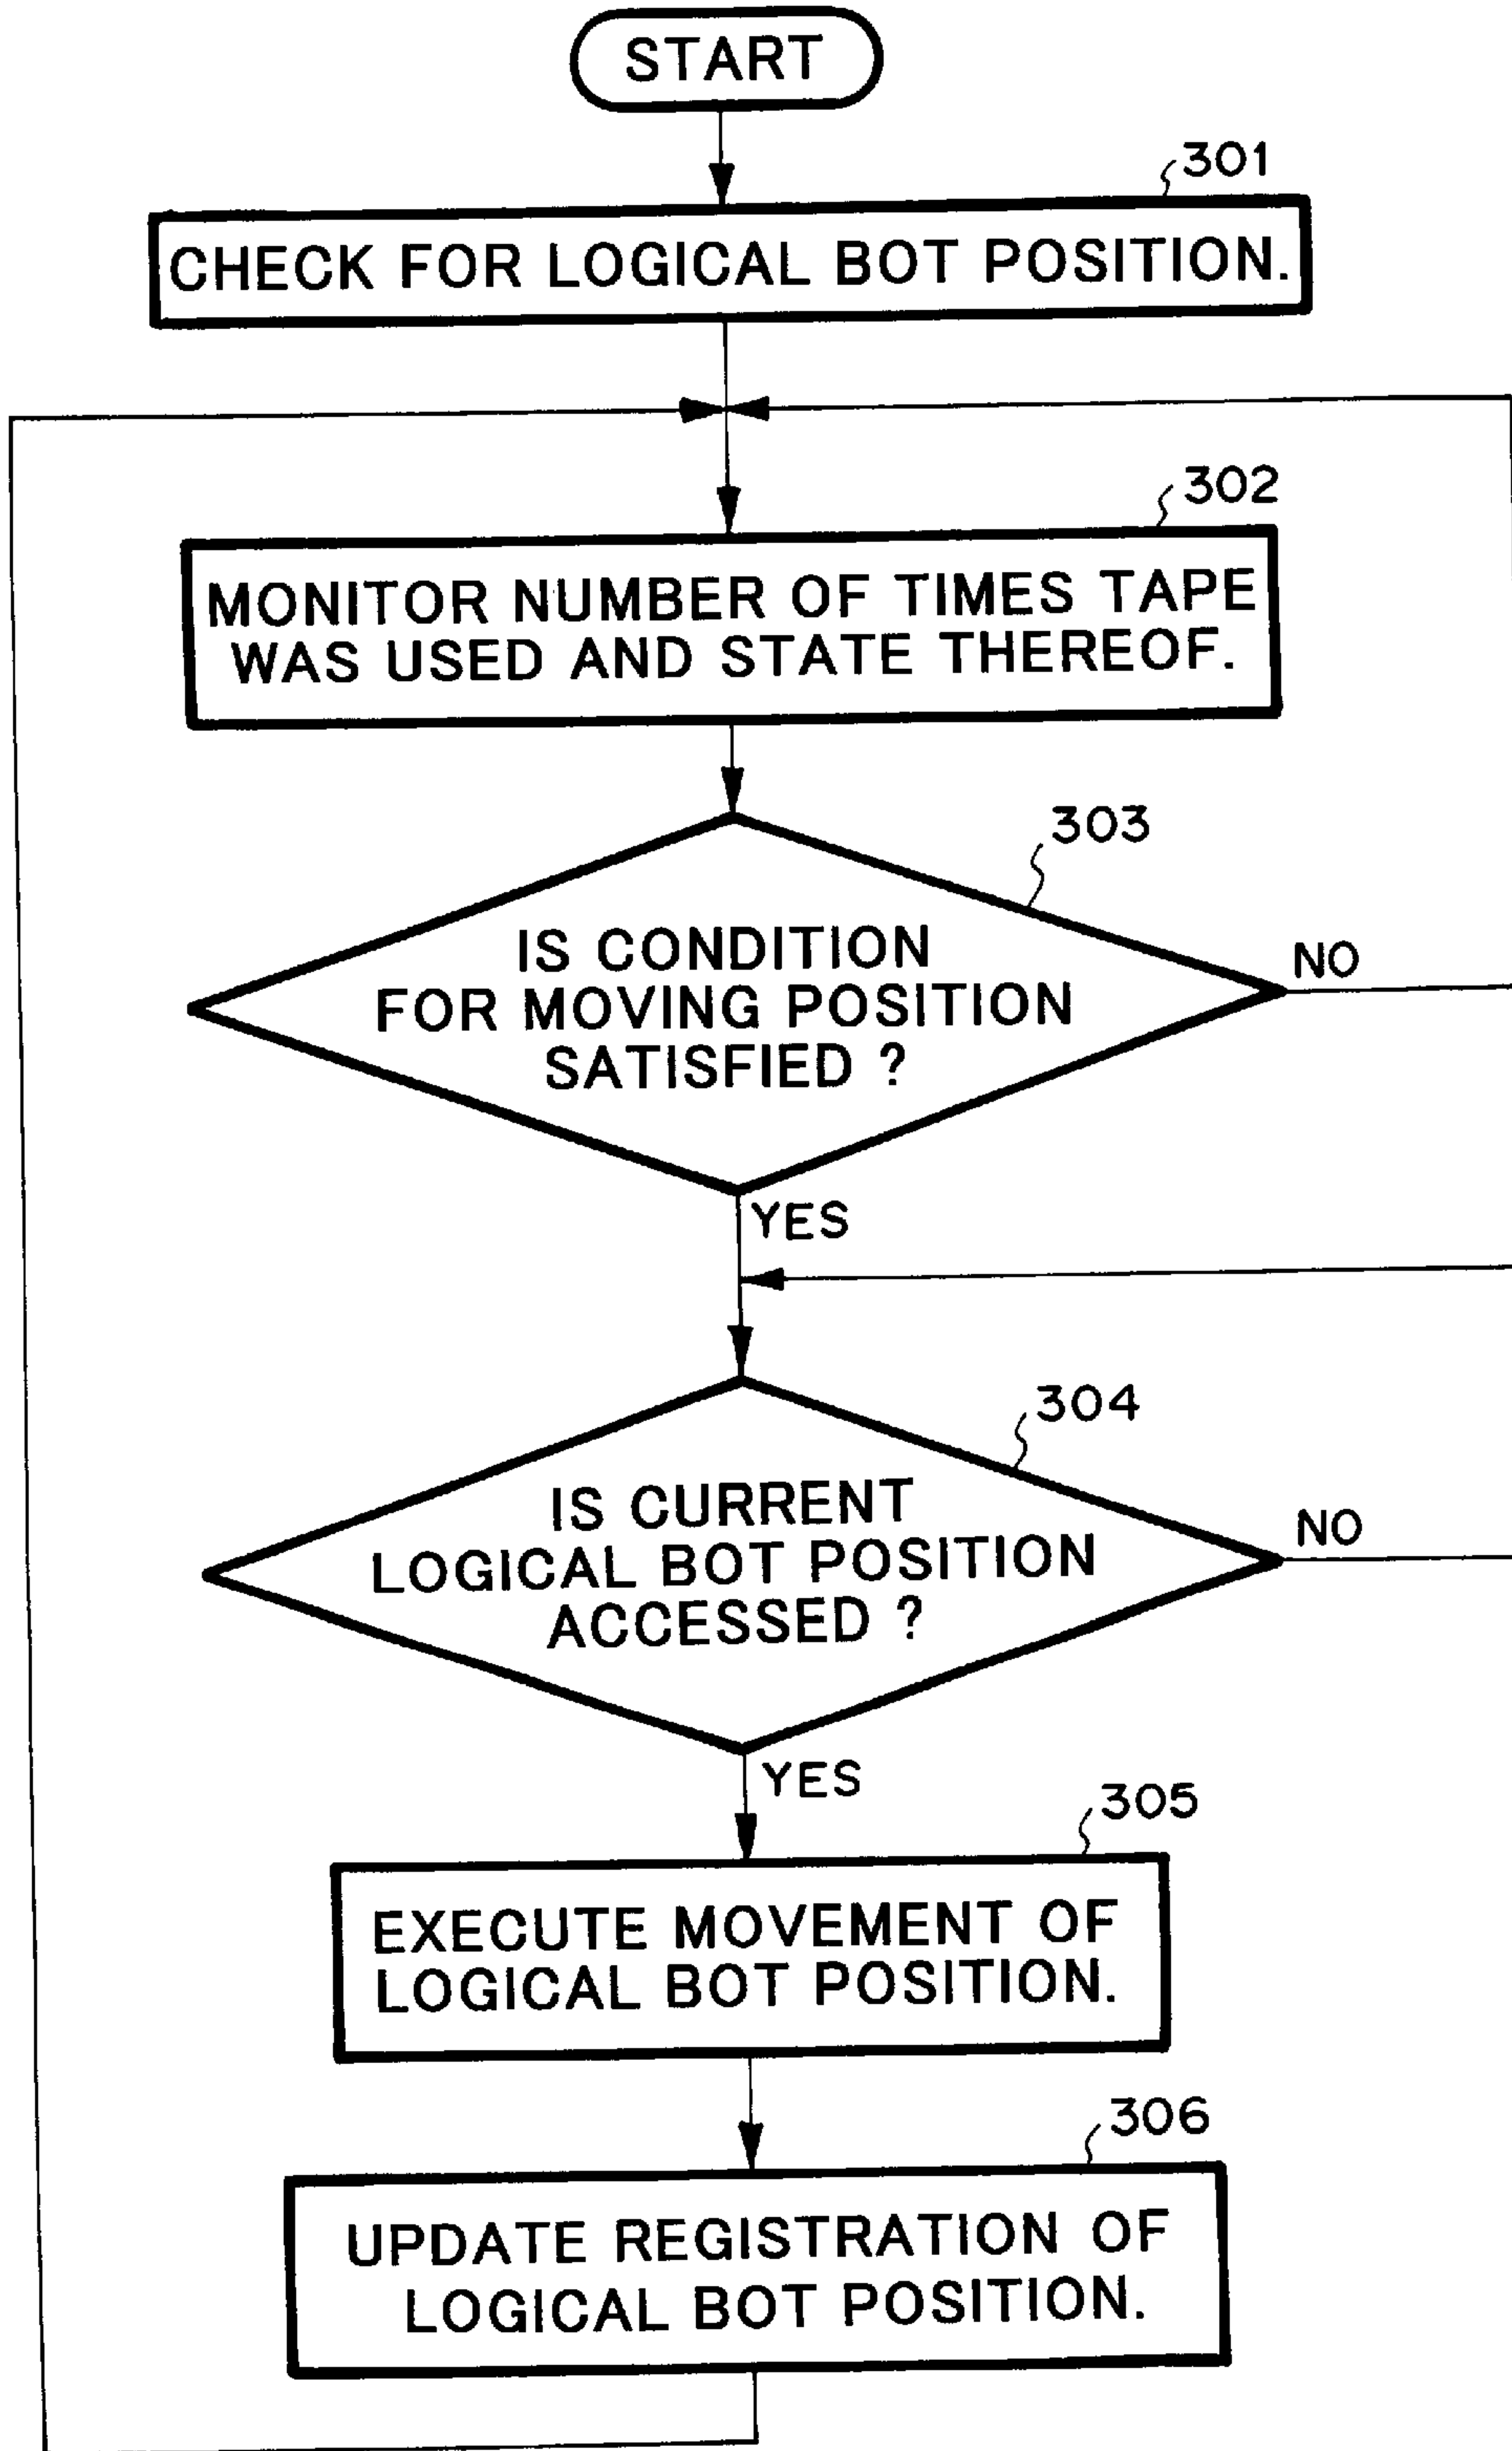 START
301
CHECK FOR LOGICAL BOT POSITION.
302
MONITOR NUMBER OF TIMES TAPE
WAS USED AND STATE THEREOF.
303
IS CONDITION
FOR MOVING POSITION
SATISFIED ?
NO
YES
304
IS CURRENT
LOGICAL BOT POSITION
ACCESSED ?
NO
YES
305
EXECUTE MOVEMENT OF
LOGICAL BOT POSITION.
306
UPDATE REGISTRATION OF
LOGICAL BOT POSITION.